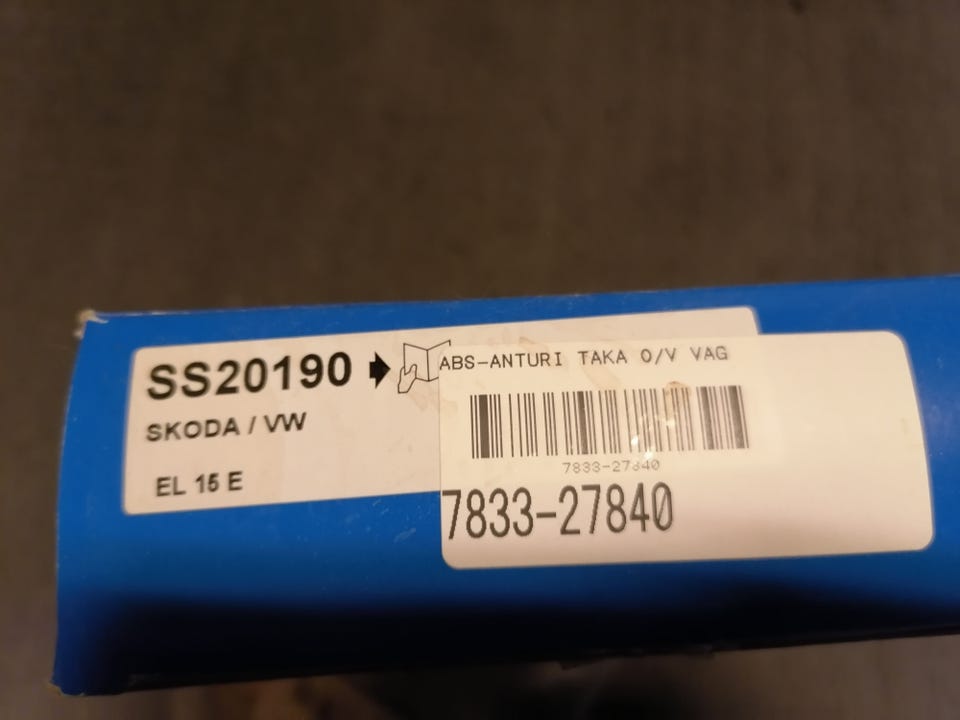 SS20190
SKODA / VW
EL 15 E
ABS-ANTURI TAKA O/V VAG
7833-27840
7833-27840